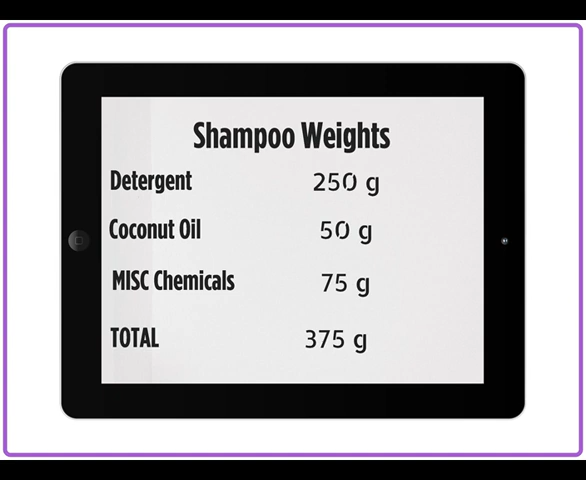 Shampoo Weights
Detergent 250 g
Coconut Oil 50 g
MISC Chemicals 75 g
TOTAL 375 g